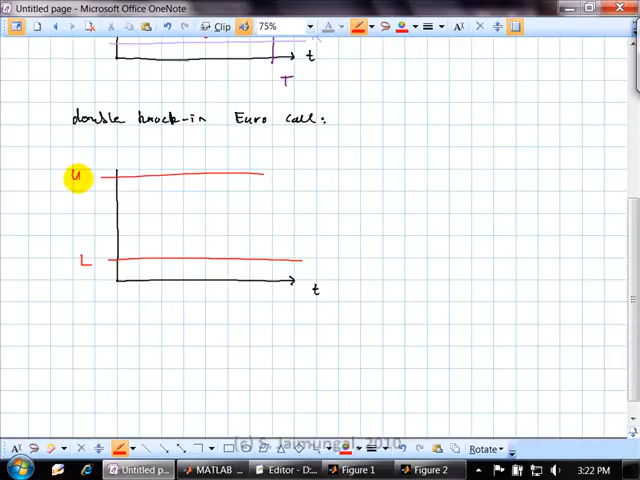 Untitled page - Microsoft Office OneNote
75%
A
t
T
double knock-in Euro call:
U
L
t
(c) S. Jaimungal, 2010
Rotate
Untitled p... MATLAB Editor - D:... Figure 1 Figure 2 3:22 PM